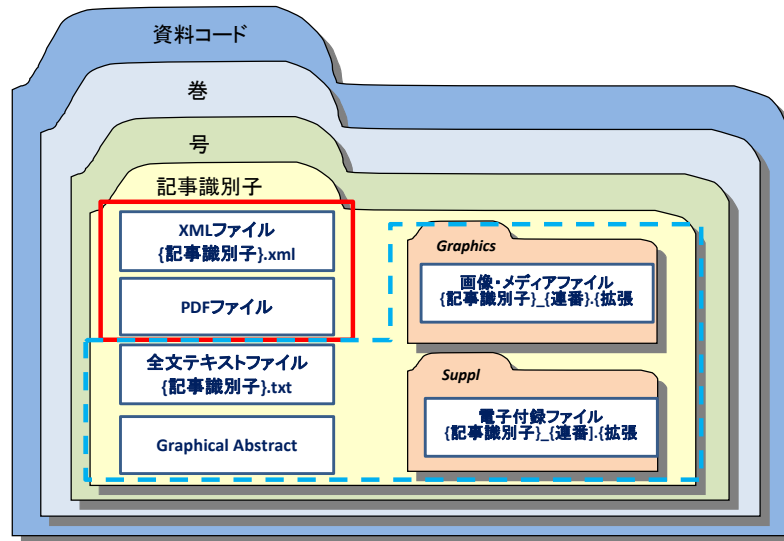 資料コード
巻
号
記事識別子
XMLファイル
{記事識別子}.xml
PDFファイル
全文テキストファイル
{記事識別子}.txt
Graphical Abstract
Graphics
画像・メディアファイル
{記事識別子}_{連番}.{拡張
Suppl
電子付録ファイル
{記事識別子}_{連番].{拡張